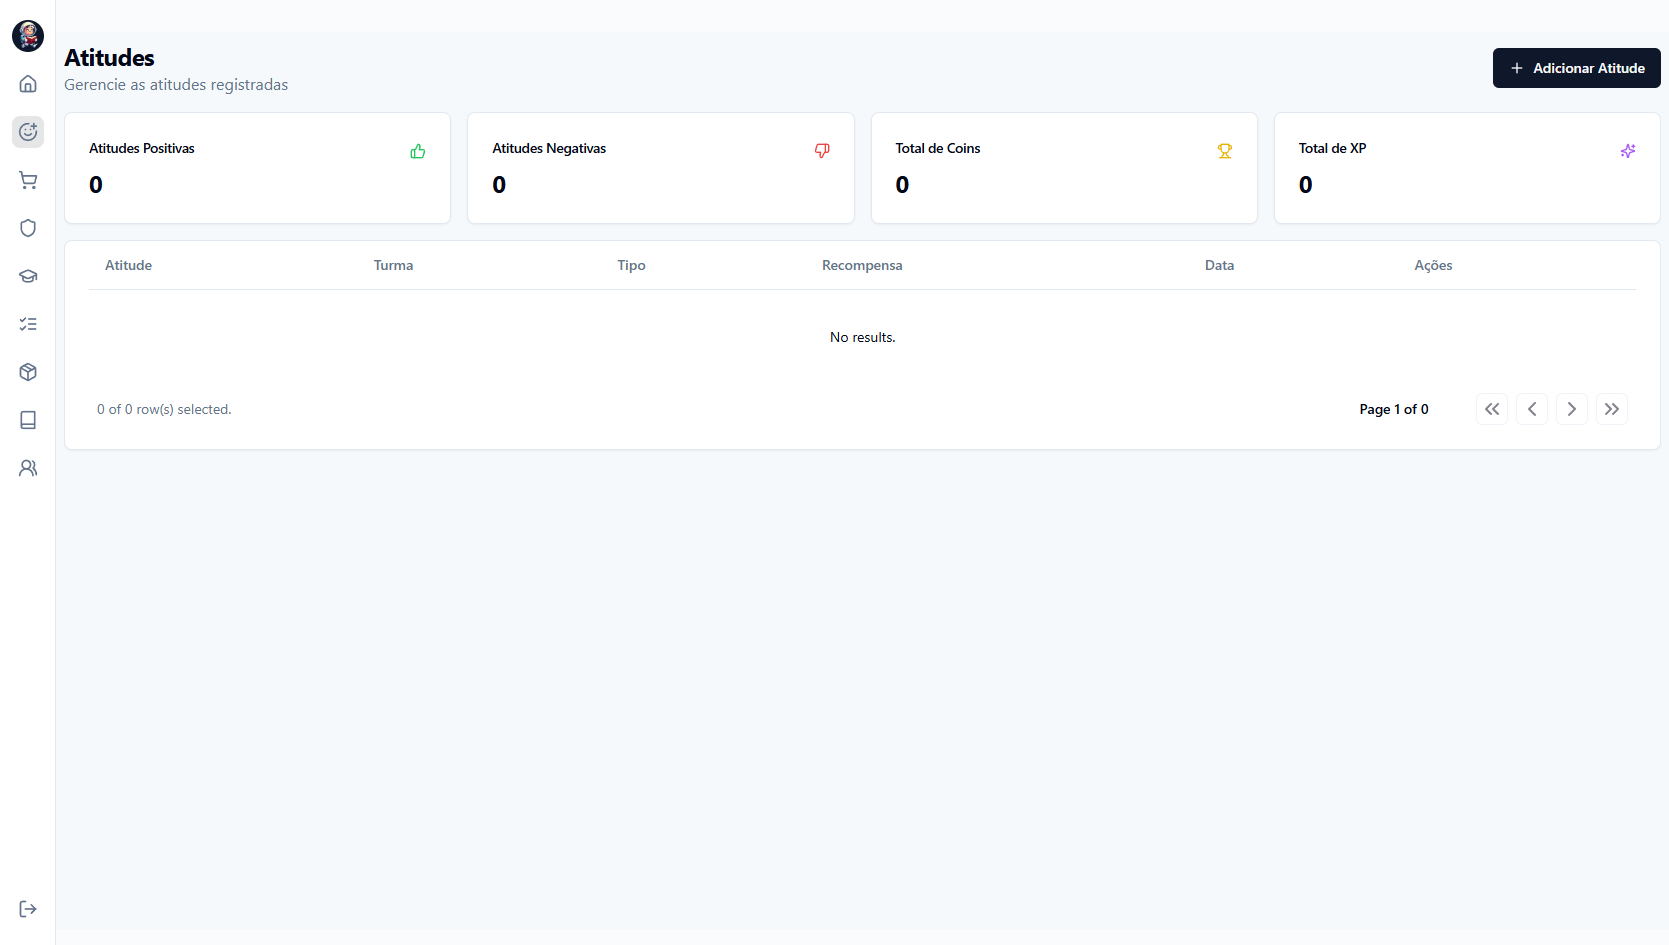 Atitudes
Gerencie as atitudes registradas
Adicionar Atitude
Atitudes Positivas
0
Atitudes Negativas
0
Total de Coins
0
Total de XP
0
Atitude Turma Tipo Recompensa Data Ações
No results.
0 of 0 row(s) selected.
Page 1 of 0